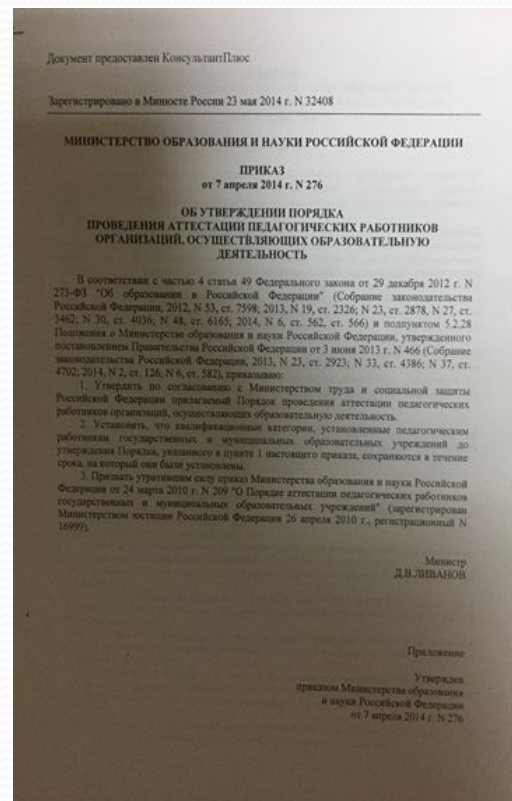 Документ предоставлен КонсультантПлюс
Зарегистрировано в Минюсте России 23 мая 2014 г. N 32408
МИНИСТЕРСТВО ОБРАЗОВАНИЯ И НАУКИ РОССИЙСКОЙ ФЕДЕРАЦИИ
ПРИКАЗ
от 7 апреля 2014 г. N 276
ОБ УТВЕРЖДЕНИИ ПОРЯДКА
ПРОВЕДЕНИЯ АТТЕСТАЦИИ ПЕДАГОГИЧЕСКИХ РАБОТНИКОВ
ОРГАНИЗАЦИЙ, ОСУЩЕСТВЛЯЮЩИХ ОБРАЗОВАТЕЛЬНУЮ
ДЕЯТЕЛЬНОСТЬ
В соответствии с частью 4 статьи 49 Федерального закона от 29 декабря 2012 г. N
273-ФЗ "Об образовании в Российской Федерации" (Собрание законодательства
Российской Федерации, 2012, N 53, ст. 7598; 2013, N 19, ст. 2326; N 23, ст. 2878, N 27, ст.
3462; N 30, ст. 4036; N 48, ст. 6165; 2014, N 6, ст. 562, ст. 566) и подпунктом 5.2.28
Положения о Министерстве образования и науки Российской Федерации, утвержденного
постановлением Правительства Российской Федерации от 3 июня 2013 г. N 466 (Собрание
законодательства Российской Федерации, 2013, N 23, ст. 2923; N 33, ст. 4386; N 37, ст.
4702; 2014, N 2, ст. 126; N 6, ст. 582), приказываю:
1. Утвердить по согласованию с Министерством труда и социальной защиты
Российской Федерации прилагаемый Порядок проведения аттестации педагогических
работников организаций, осуществляющих образовательную деятельность.
2. Установить, что квалификационные категории, установленные педагогическим
работникам государственных и муниципальных образовательных учреждений до
утверждения Порядка, указанного в пункте 1 настоящего приказа, сохраняются в течение
срока, на который они были установлены.
3. Признать утратившим силу приказ Министерства образования и науки Российской
Федерации от 24 марта 2010 г. N 209 "О Порядке аттестации педагогических работников
государственных и муниципальных образовательных учреждений" (зарегистрирован
Министерством юстиции Российской Федерации 26 апреля 2010 г., регистрационный N
16999).
Министр
Д.В.ЛИВАНОВ
Приложение
Утвержден
приказом Министерства образования
и науки Российской Федерации
от 7 апреля 2014 г. N 276